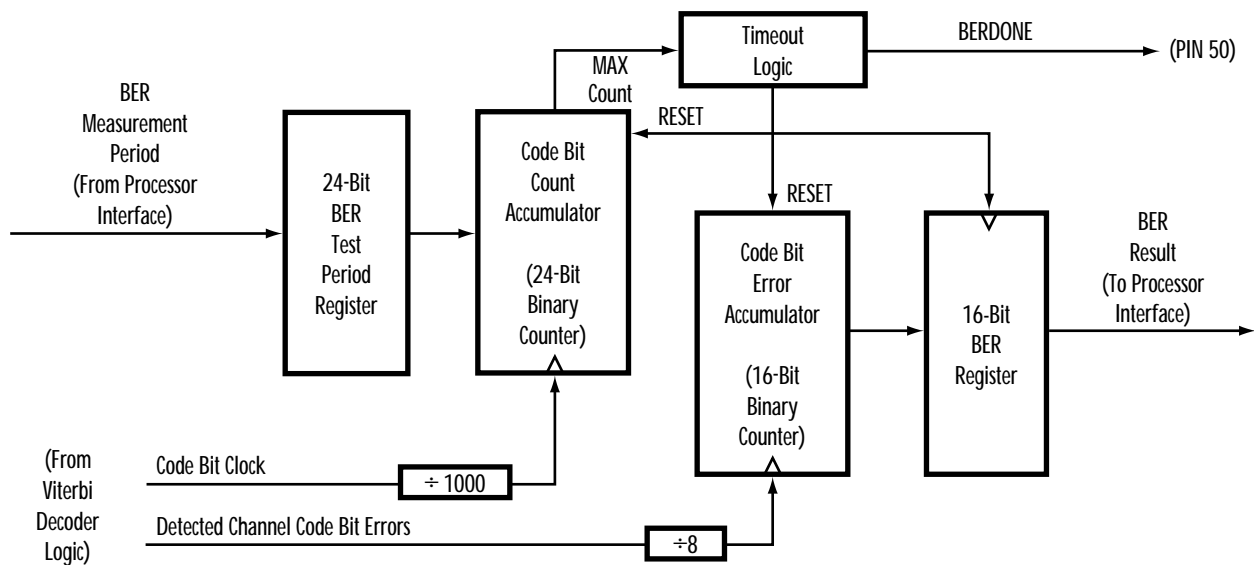 Timeout
Logic
BERDONE
(PIN 50)
MAX
Count
BER
Measurement
Period
(From Processor
Interface)
24-Bit
BER
Test
Period
Register
Code Bit
Count
Accumulator
(24-Bit
Binary
Counter)
RESET
RESET
Code Bit
Error
Accumulator
(16-Bit
Binary
Counter)
16-Bit
BER
Register
BER
Result
(To Processor
Interface)
(From
Viterbi
Decoder
Logic)
Code Bit Clock
÷ 1000
Detected Channel Code Bit Errors
÷8